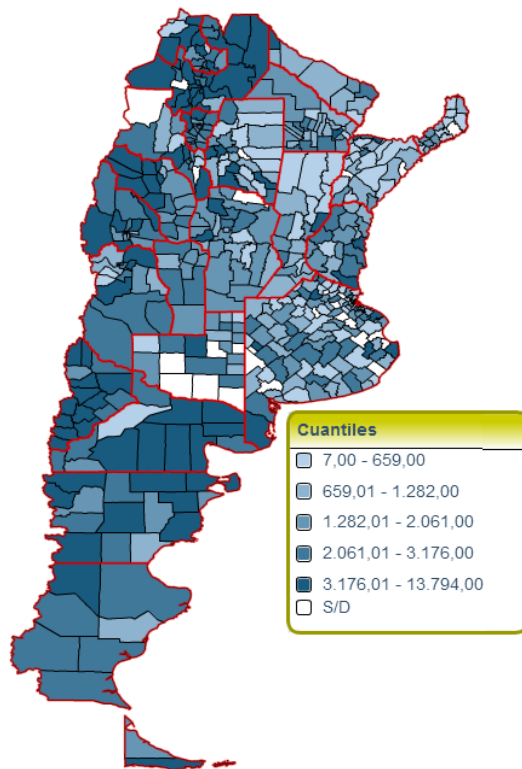 Cuantiles
7,00 - 659,00
659,01 - 1.282,00
1.282,01 - 2.061,00
2.061,01 - 3.176,00
3.176,01 - 13.794,00
S/D